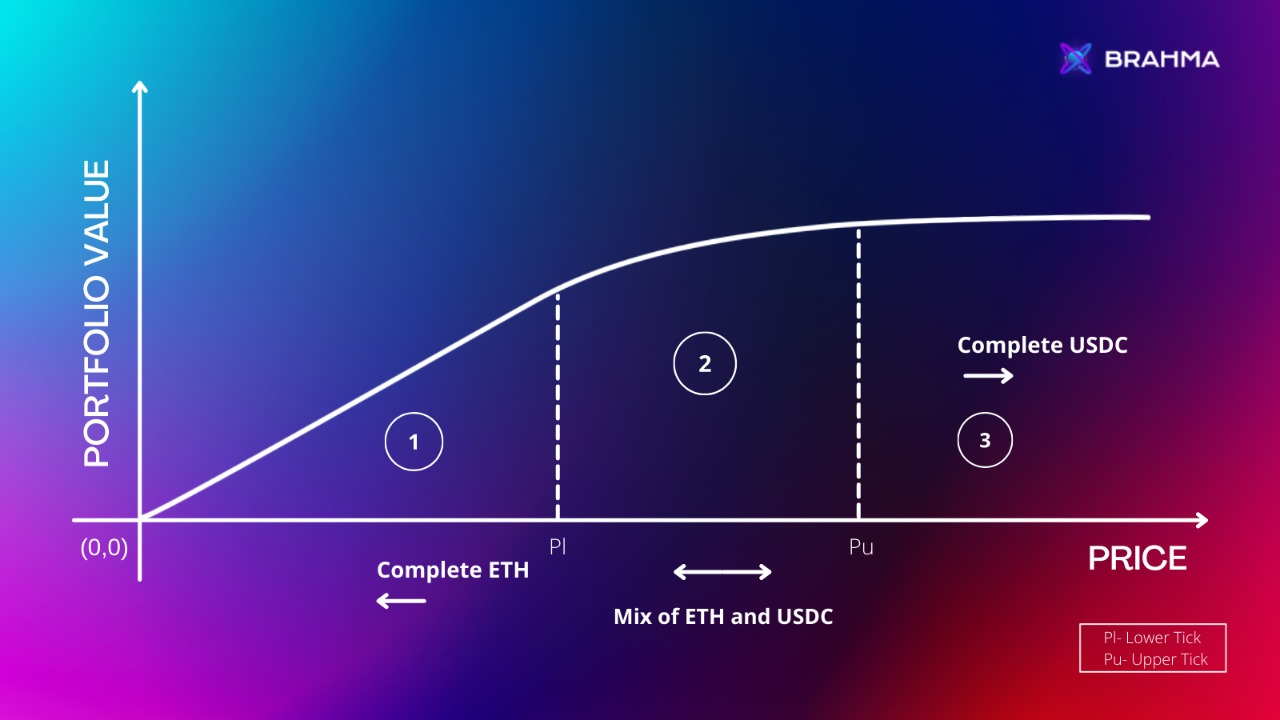 BRAHMA
PORTFOLIO VALUE
Complete USDC
2
1
3
(0,0)
Pl
Pu
PRICE
Complete ETH
Mix of ETH and USDC
Pl- Lower Tick
Pu- Upper Tick